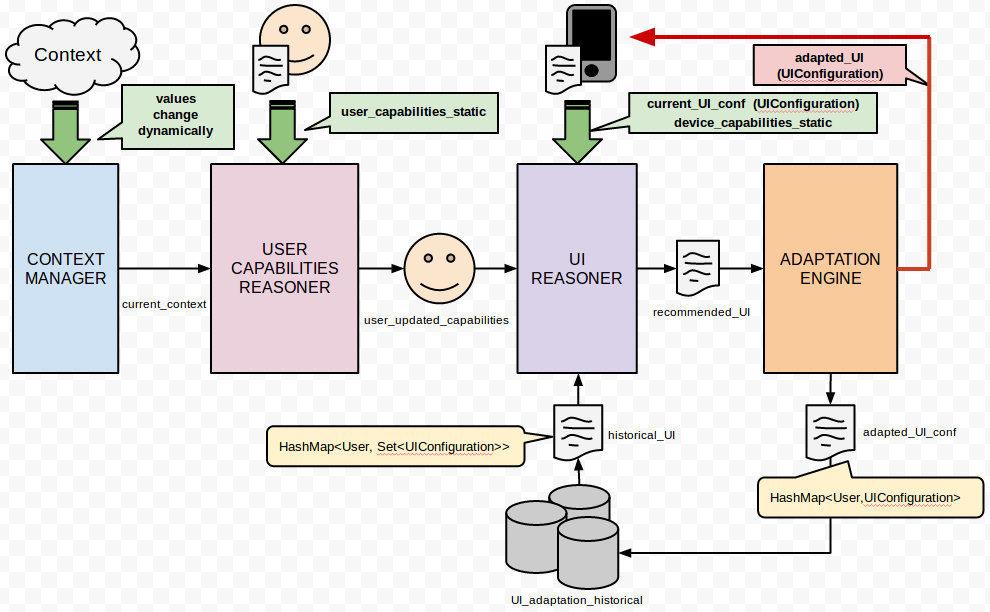 Context
values
change
dynamically
user_capabilities_static
current_UI_conf (UIConfiguration)
device_capabilities_static
adapted_UI
(UIConfiguration)
CONTEXT
MANAGER
current_context
USER
CAPABILITIES
REASONER
user_updated_capabilities
UI
REASONER
recommended_UI
ADAPTATION
ENGINE
HashMap<User, Set<UIConfiguration>>
historical_UI
adapted_UI_conf
HashMap<User,UIConfiguration>
UI_adaptation_historical